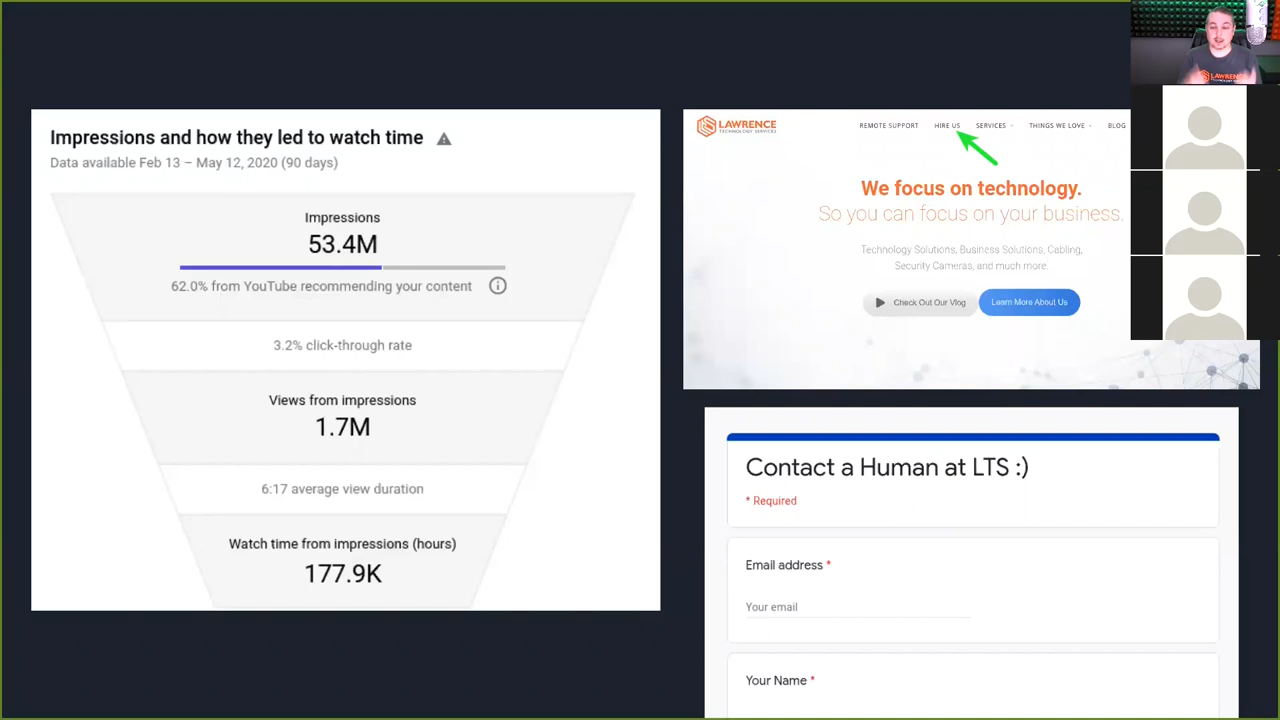 Impressions and how they led to watch time
Data available Feb 13 – May 12, 2020 (90 days)
Impressions
53.4M
62.0% from YouTube recommending your content
3.2% click-through rate
Views from impressions
1.7M
6:17 average view duration
Watch time from impressions (hours)
177.9K
LAWRENCE
TECHNOLOGY SERVICES
REMOTE SUPPORT
HIRE US
SERVICES
THINGS WE LOVE
BLOG
We focus on technology.
So you can focus on your business.
Technology Solutions, Business Solutions, Cabling,
Security Cameras, and much more.
Check Out Our Vlog
Learn More About Us
Contact a Human at LTS :)
* Required
Email address *
Your email
Your Name *
LAWRENCE